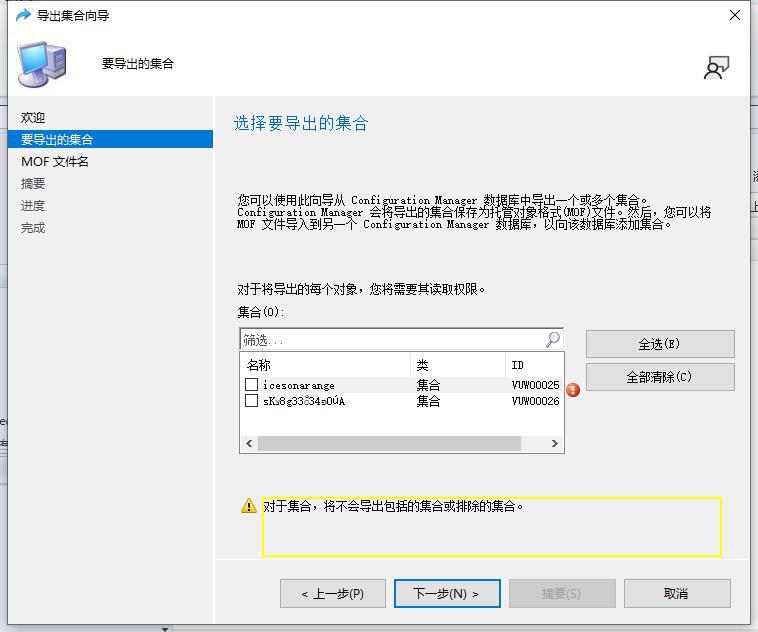 导出集合向导
要导出的集合
欢迎
要导出的集合
MOF 文件名
摘要
进度
完成
选择要导出的集合
您可以使用此向导从 Configuration Manager 数据库中导出一个或多个集合。
Configuration Manager 会将导出的集合保存为托管对象格式(MOF)文件。然后，您可以将
MOF 文件导入到另一个 Configuration Manager 数据库，以向该数据库添加集合。
对于将导出的每个对象，您将需要其读取权限。
集合(O):
筛选...
全选(E)
名称 类 ID
全部清除(C)
icesonarange 集合 VUW00025
集合 VUW00026
对于集合，将不会导出包括的集合或排除的集合。
< 上一步(P) 下一步(N) > 摘要(S) 取消